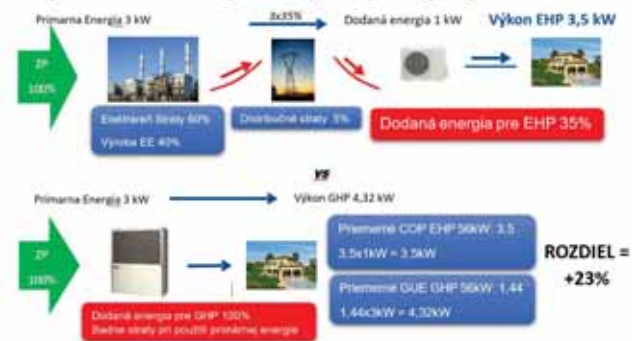 Primarna Energia 3 kW
3x35%
Dodaná energia 1 kW
Výkon EHP 3,5 kW
ZP
100%
Elektráreň Straty 60%
Výroba EE 40%
Distribučné straty 5%
Dodaná energia pre EHP 35%
vs
Primarna Energia 3 kW
Výkon GHP 4,32 kW
ZP
100%
Priemerné COP EHP 56kW: 3.5
3.5x1kW = 3.5kW
Priemerné GUE GHP 56kW: 1,44
1,44x3kW = 4,32kW
ROZDIEL =
+23%
Dodaná energia pre GHP 100%
Žiadne straty pri použití primárnej energie